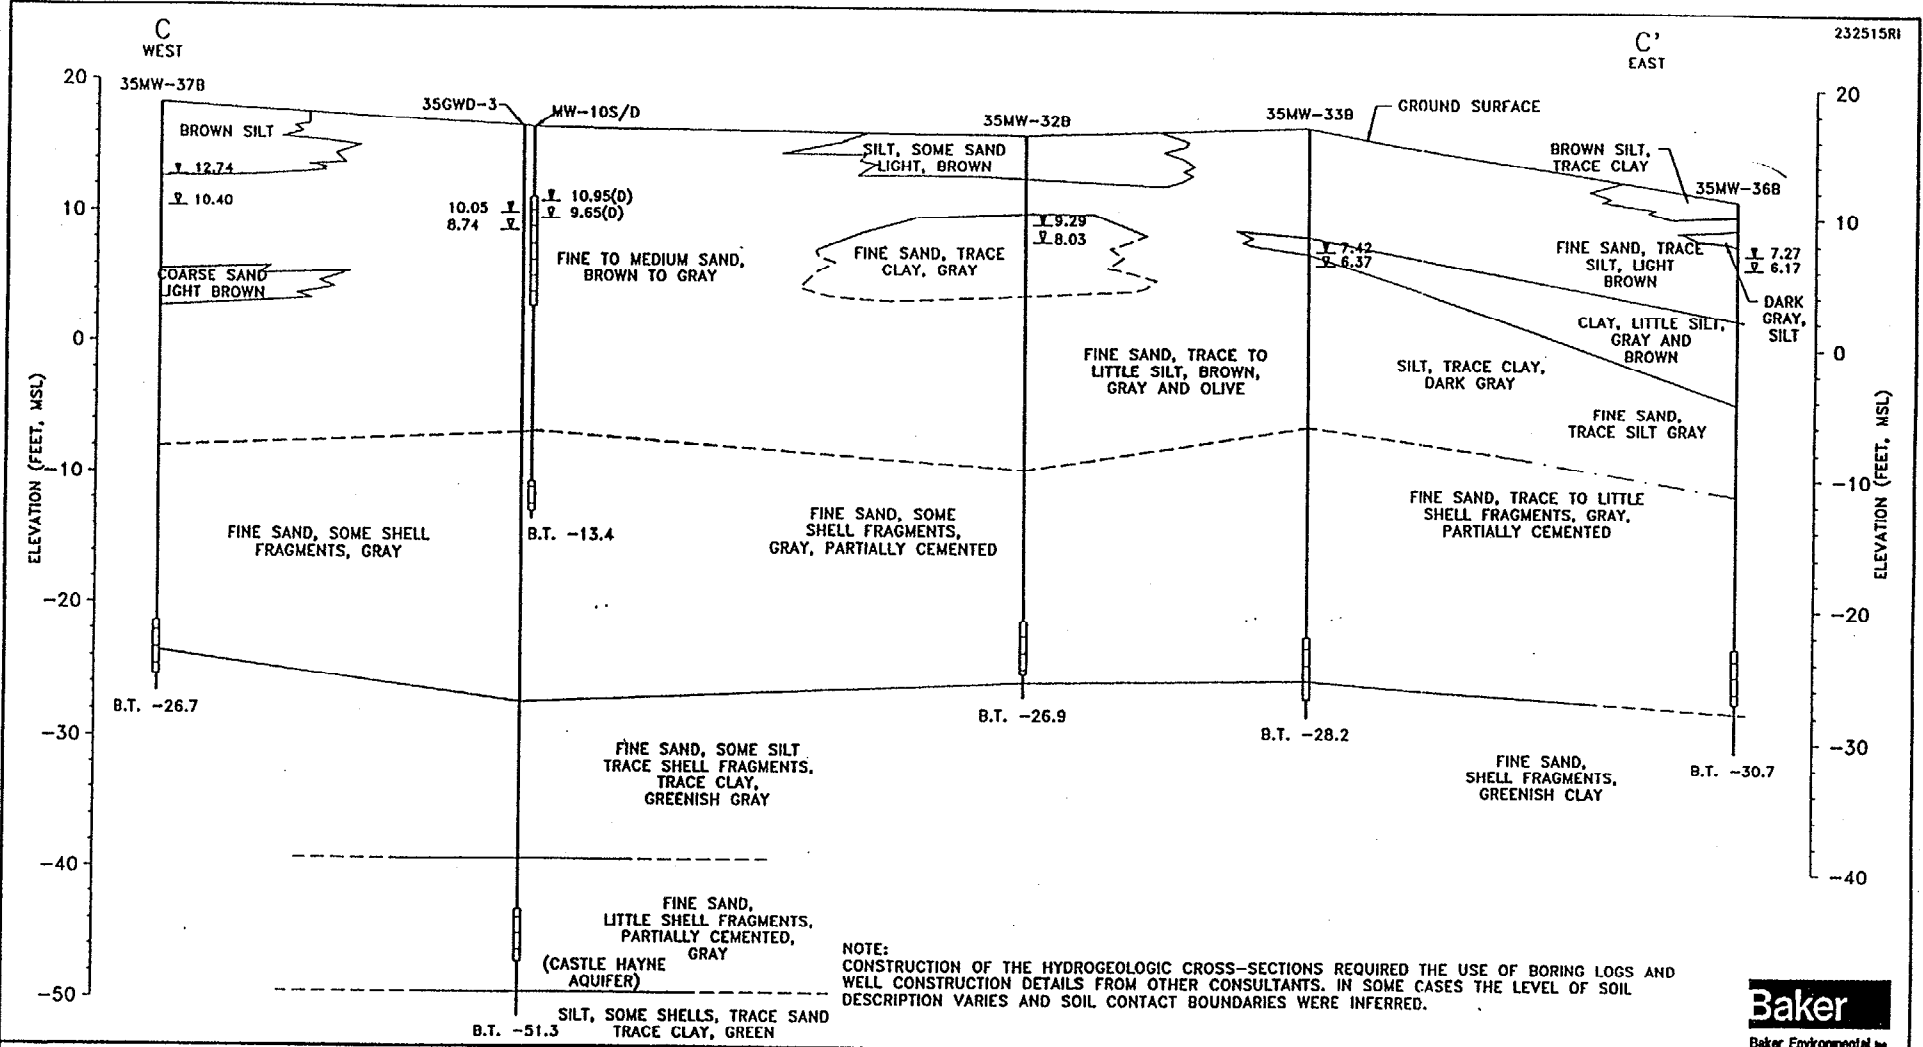 C
WEST
232515RI
C'
EAST
20
35MW-37B
35GWD-3
MW-10S/D
35MW-32B
35MW-33B
GROUND SURFACE
20
BROWN SILT
12.74
10.40
SILT, SOME SAND
LIGHT, BROWN
BROWN SILT,
TRACE CLAY
35MW-36B
10
10.05
8.74
10.95(D)
9.65(D)
9.29
8.03
7.42
6.37
10
7.27
6.17
COARSE SAND
LIGHT BROWN
FINE TO MEDIUM SAND,
BROWN TO GRAY
FINE SAND, TRACE
CLAY, GRAY
FINE SAND, TRACE
SILT, LIGHT
BROWN
DARK
GRAY,
SILT
CLAY, LITTLE SILT,
GRAY AND
BROWN
0
FINE SAND, TRACE TO
LITTLE SILT, BROWN,
GRAY AND OLIVE
SILT, TRACE CLAY,
DARK GRAY
0
FINE SAND,
TRACE SILT GRAY
ELEVATION (FEET, MSL)
ELEVATION (FEET, MSL)
-10
-10
FINE SAND, SOME SHELL
FRAGMENTS, GRAY
B.T. -13.4
FINE SAND, SOME
SHELL FRAGMENTS,
GRAY, PARTIALLY CEMENTED
FINE SAND, TRACE TO LITTLE
SHELL FRAGMENTS, GRAY,
PARTIALLY CEMENTED
-20
-20
B.T. -26.7
B.T. -26.9
B.T. -28.2
B.T. -30.7
-30
-30
FINE SAND, SOME SILT
TRACE SHELL FRAGMENTS,
TRACE CLAY,
GREENISH GRAY
FINE SAND,
SHELL FRAGMENTS,
GREENISH CLAY
-40
-40
FINE SAND,
LITTLE SHELL FRAGMENTS,
PARTIALLY CEMENTED,
GRAY
(CASTLE HAYNE
AQUIFER)
-50
SILT, SOME SHELLS, TRACE SAND
TRACE CLAY, GREEN
B.T. -51.3
NOTE:
CONSTRUCTION OF THE HYDROGEOLOGIC CROSS-SECTIONS REQUIRED THE USE OF BORING LOGS AND
WELL CONSTRUCTION DETAILS FROM OTHER CONSULTANTS. IN SOME CASES THE LEVEL OF SOIL
DESCRIPTION VARIES AND SOIL CONTACT BOUNDARIES WERE INFERRED.
Baker
Baker Environmental